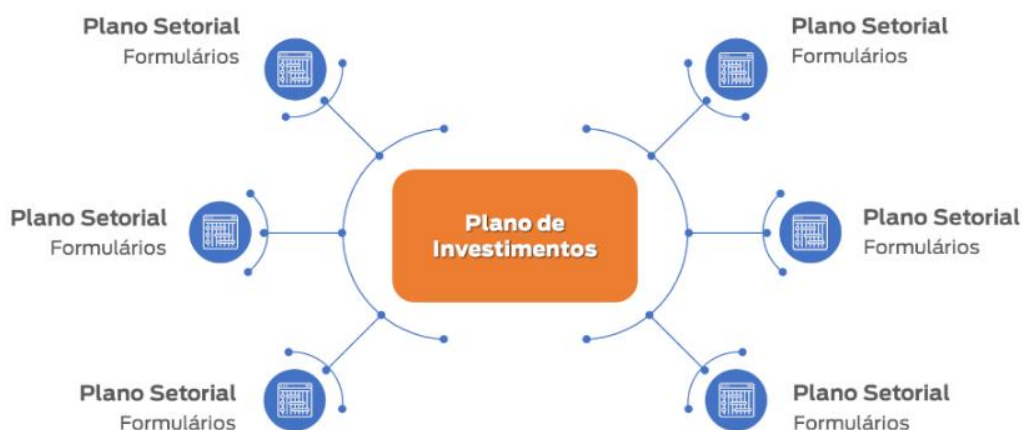 Plano Setorial
Formulários
Plano Setorial
Formulários
Plano Setorial
Formulários
Plano de
Investimentos
Plano Setorial
Formulários
Plano Setorial
Formulários
Plano Setorial
Formulários